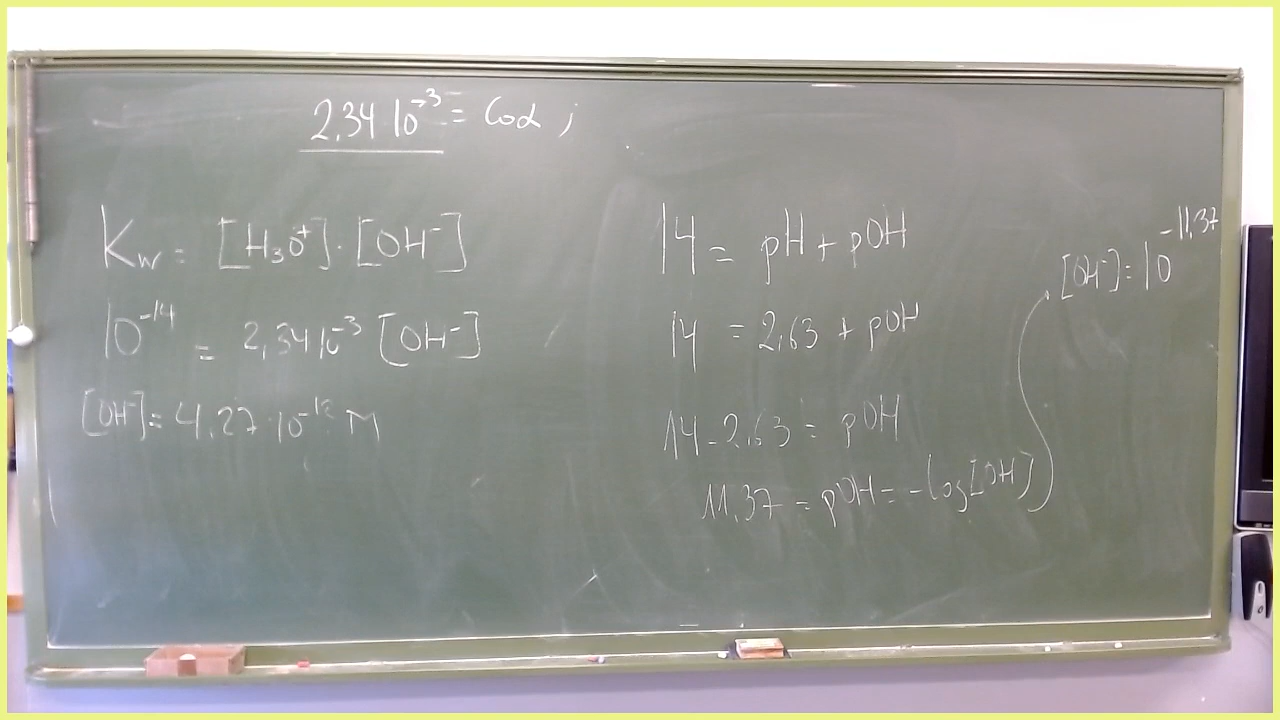 2,34 10⁻³ = Coα ;
Kw = [H₃O⁺]·[OH⁻]
10⁻¹⁴ = 2,34 10⁻³ [OH⁻]
[OH⁻] = 4,27·10⁻¹² M
14 = pH + pOH
14 = 2,63 + pOH
14 - 2,63 = pOH
11,37 = pOH = -log[OH⁻]
[OH⁻] = 10⁻¹¹,³⁷